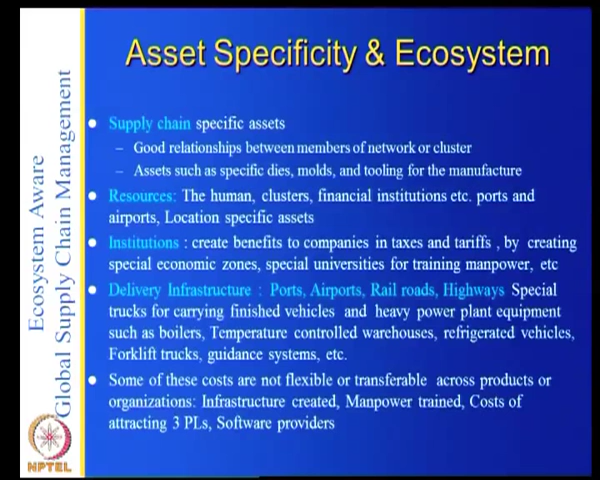 Asset Specificity & Ecosystem
Ecosystem Aware
Global Supply Chain Management
Supply chain specific assets
– Good relationships between members of network or cluster
– Assets such as specific dies, molds, and tooling for the manufacture
Resources: The human, clusters, financial institutions etc. ports and
airports, Location specific assets
Institutions : create benefits to companies in taxes and tariffs , by creating
special economic zones, special universities for training manpower, etc
Delivery Infrastructure : Ports, Airports, Rail roads, Highways Special
trucks for carrying finished vehicles and heavy power plant equipment
such as boilers, Temperature controlled warehouses, refrigerated vehicles,
Forklift trucks, guidance systems, etc.
Some of these costs are not flexible or transferable across products or
organizations: Infrastructure created, Manpower trained, Costs of
attracting 3 PLs, Software providers
NPTEL